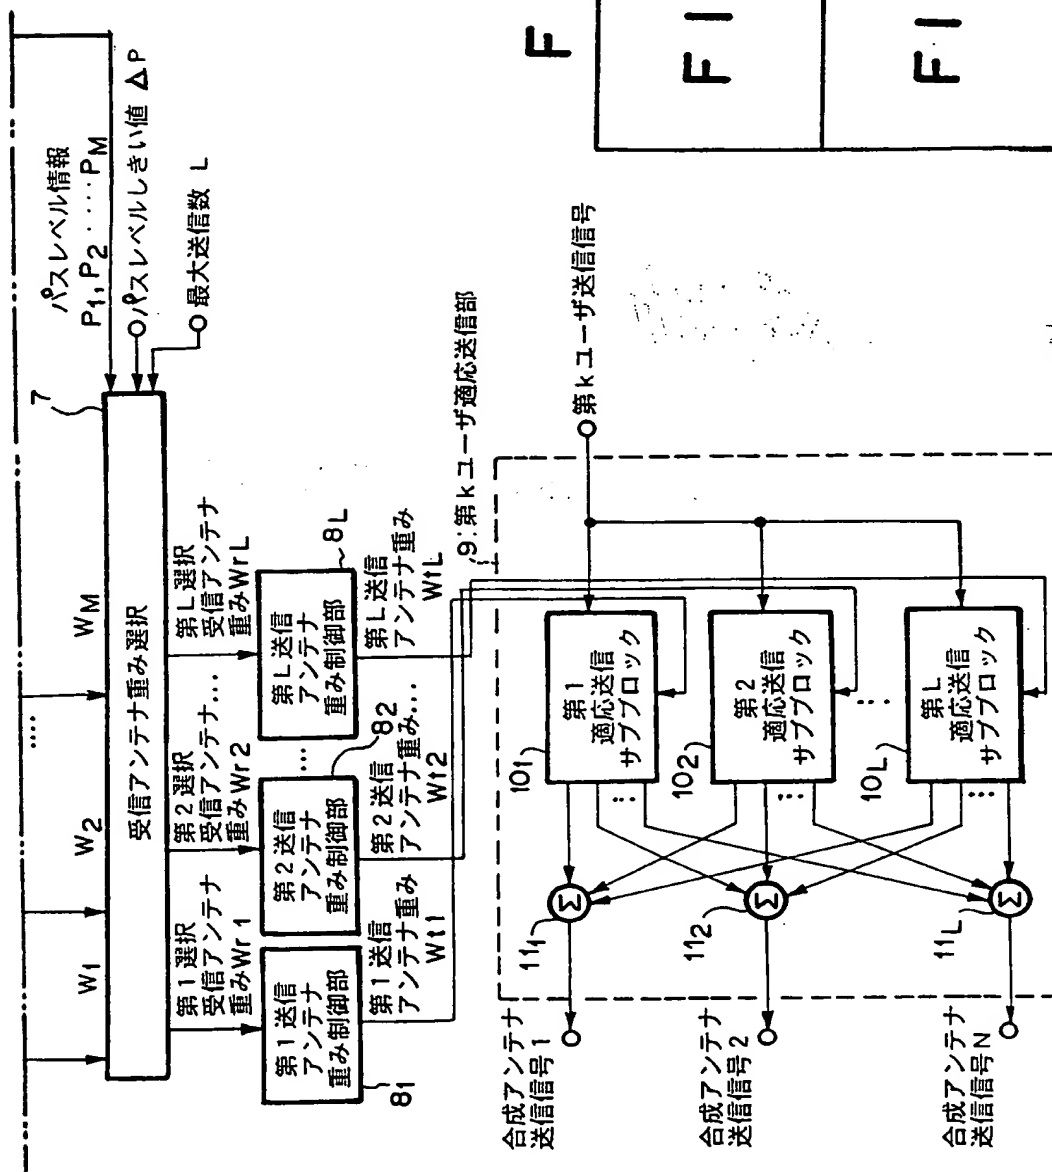 W1
W2
‥‥
WM
パスレベル情報
P1, P2 ‥‥‥ PM
パスレベルしきい値 ΔP
最大送信数 L
7
受信アンテナ重み選択
第1選択
受信アンテナ
重みWr1
第2選択
受信アンテナ…
重みWr2
第L選択
受信アンテナ
重みWrL
81
第1送信
アンテナ
重み制御部
82
第2送信
アンテナ
重み制御部
…
8L
第L送信
アンテナ
重み制御部
第1送信
アンテナ重み
Wt1
第2送信
アンテナ重み…
Wt2
第L送信
アンテナ重み
WtL
9:第kユーザ適応送信部
第kユーザ送信信号
101
第1
適応送信
サブブロック
102
第2
適応送信
サブブロック
10L
第L
適応送信
サブブロック
Σ
111
Σ
112
Σ
11L
合成アンテナ
送信信号1
合成アンテナ
送信信号2
合成アンテナ
送信信号N
F
FI
FI